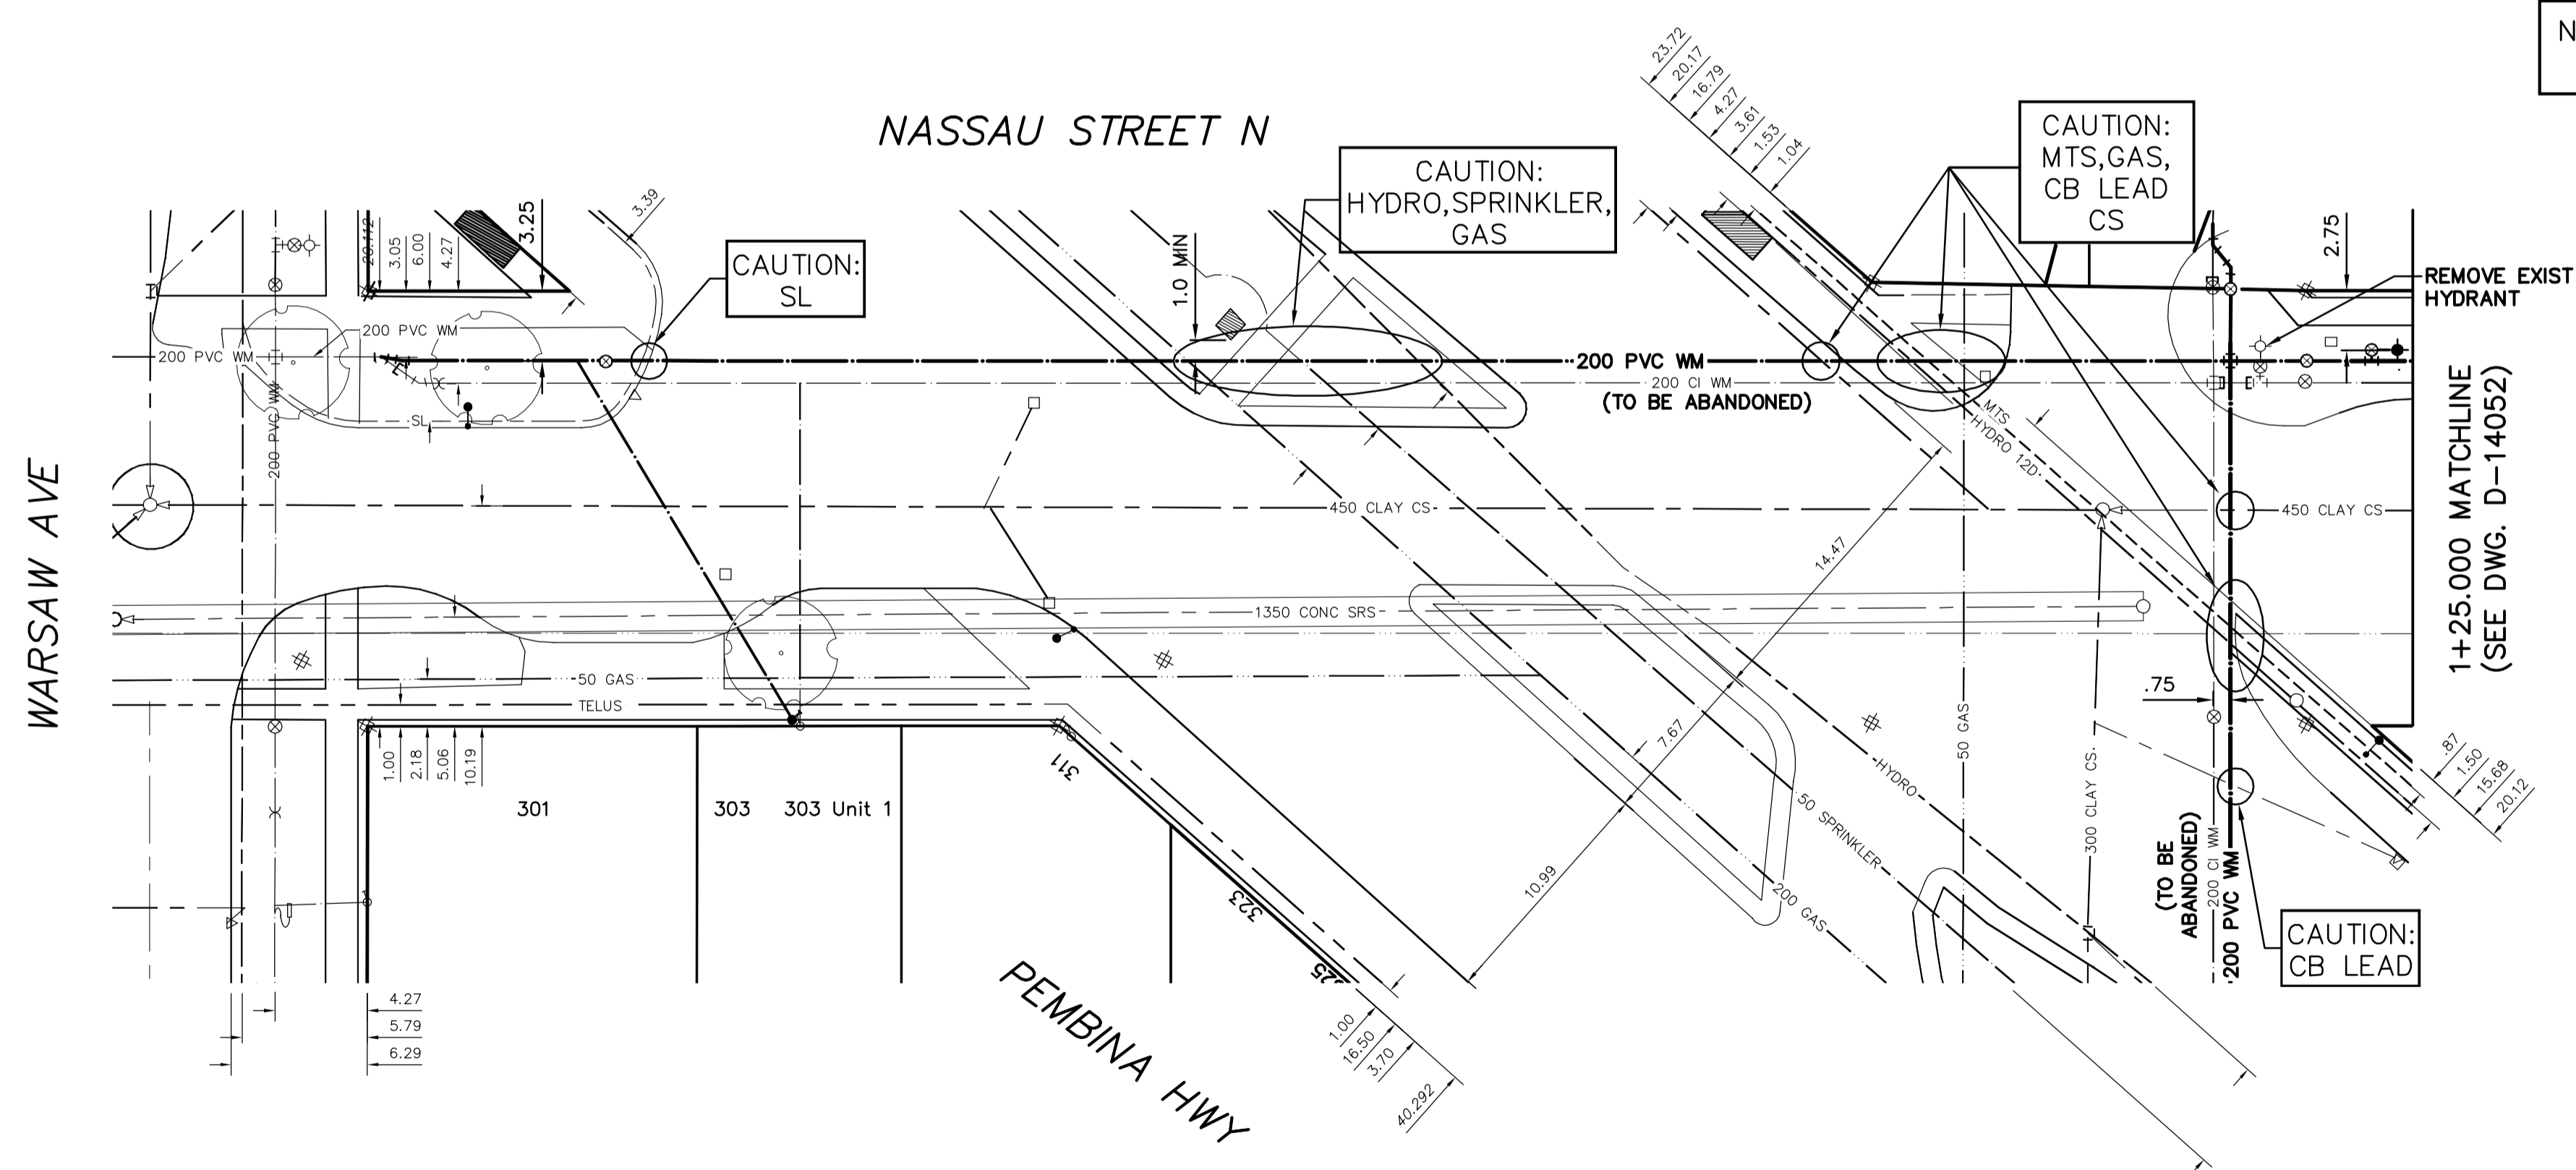 N
NASSAU STREET N
WARSAW AVE
PEMBINA HWY
1+25.000 MATCHLINE
(SEE DWG. D-14052)
CAUTION:
SL
CAUTION:
HYDRO,SPRINKLER,
GAS
CAUTION:
MTS,GAS,
CB LEAD
CS
REMOVE EXIST
HYDRANT
CAUTION:
CB LEAD
23.72
20.17
16.79
4.27
3.61
1.53
1.04
3.05
6.00
4.27
3.25
3.39
1.0 MIN
2.75
200 PVC WM
200 PVC WM
200 PVC WM
SL
200 PVC WM
200 CI WM
(TO BE ABANDONED)
MTS
HYDRO 12D
450 CLAY CS
450 CLAY CS
1350 CONC SRS
14.47
7.67
10.99
50 GAS
TELUS
50 GAS
300 CLAY CS
HYDRO
50 SPRINKLER
200 GAS
.75
(TO BE
ABANDONED)
200 CI WM
200 PVC WM
.87
1.50
15.68
20.12
1.00
2.18
5.06
10.19
301
303
303 Unit 1
311
323
325
4.27
5.79
6.29
1.00
16.50
3.70
40.292